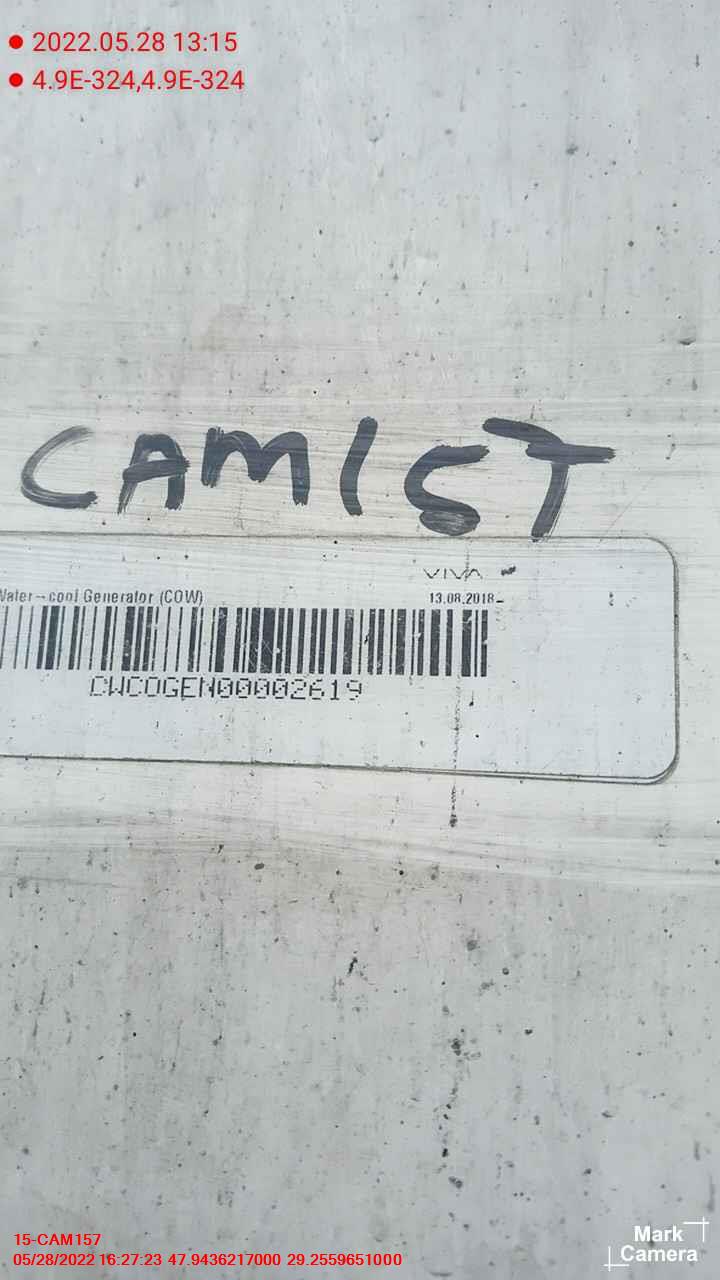 2022.05.28 13:15
4.9E-324,4.9E-324
CAM157
VIVA
Water-cool Generator (COW)
13.08.2018
CWCOGEN00002619
15-CAM157
05/28/2022 16:27:23 47.9436217000 29.2559651000
Mark
Camera